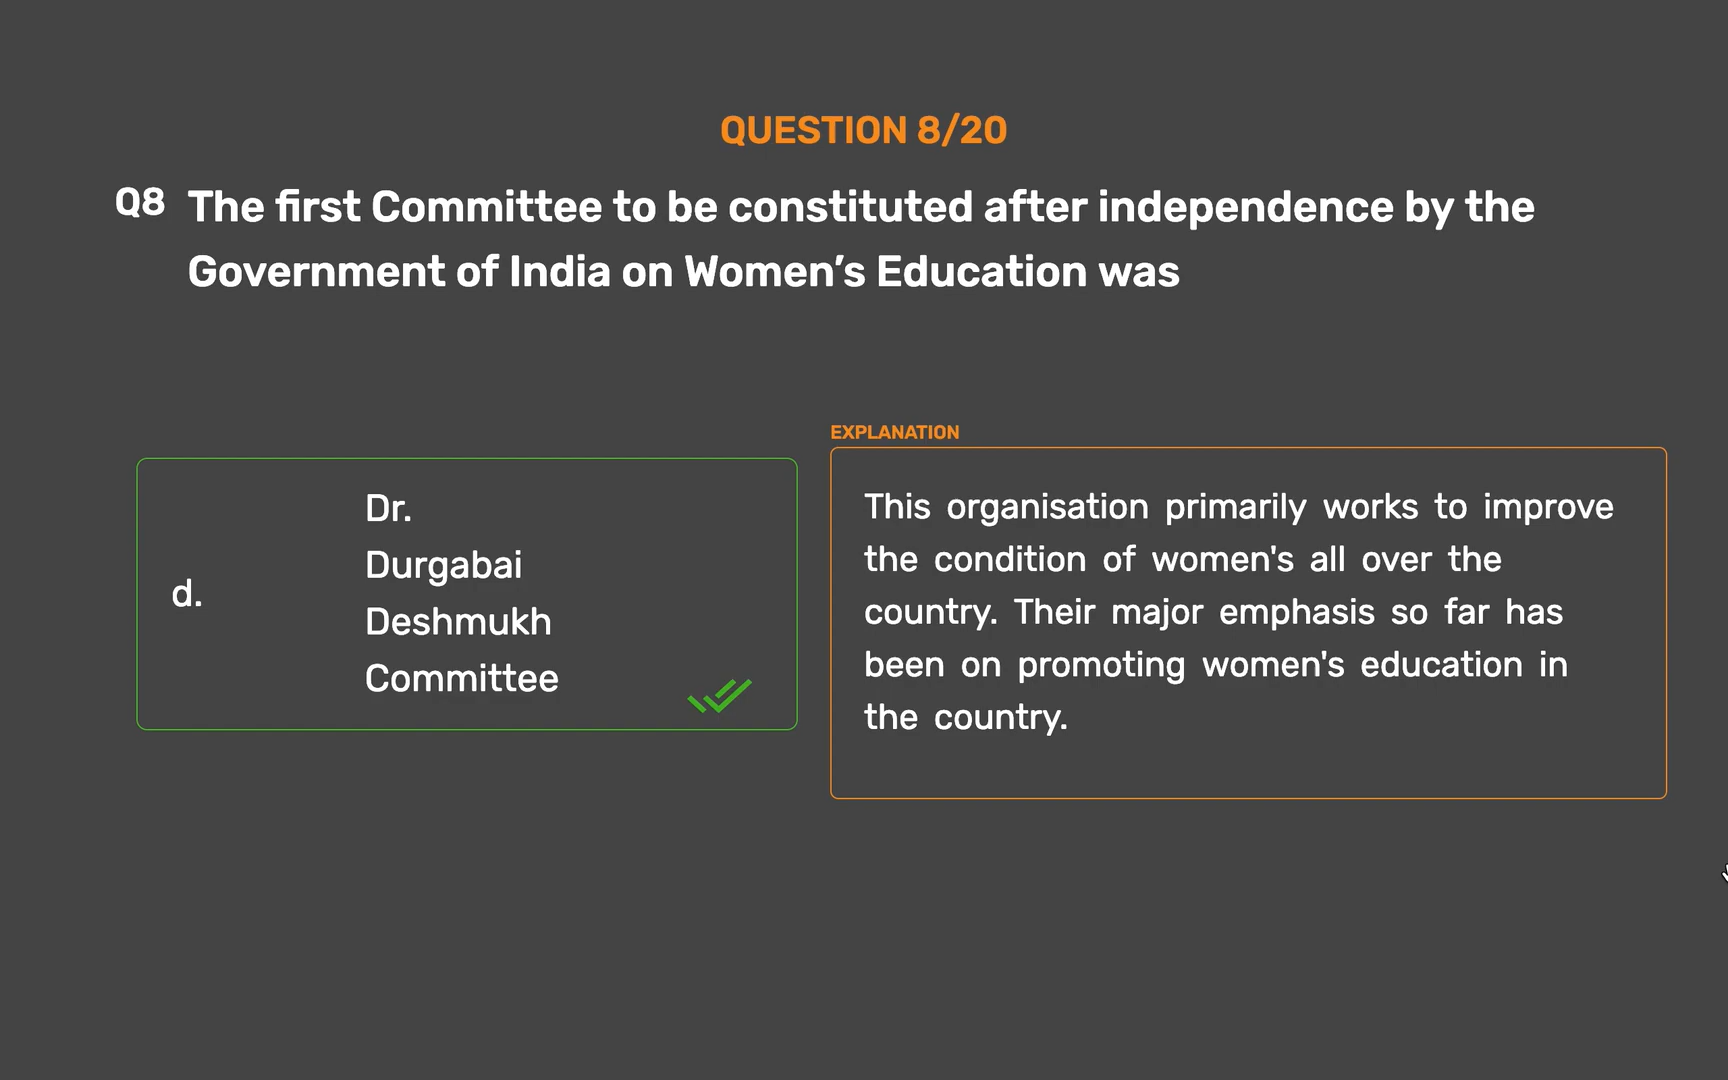 QUESTION 8/20
Q8 The first Committee to be constituted after independence by the
Government of India on Women’s Education was
d.
Dr.
Durgabai
Deshmukh
Committee
EXPLANATION
This organisation primarily works to improve
the condition of women's all over the
country. Their major emphasis so far has
been on promoting women's education in
the country.